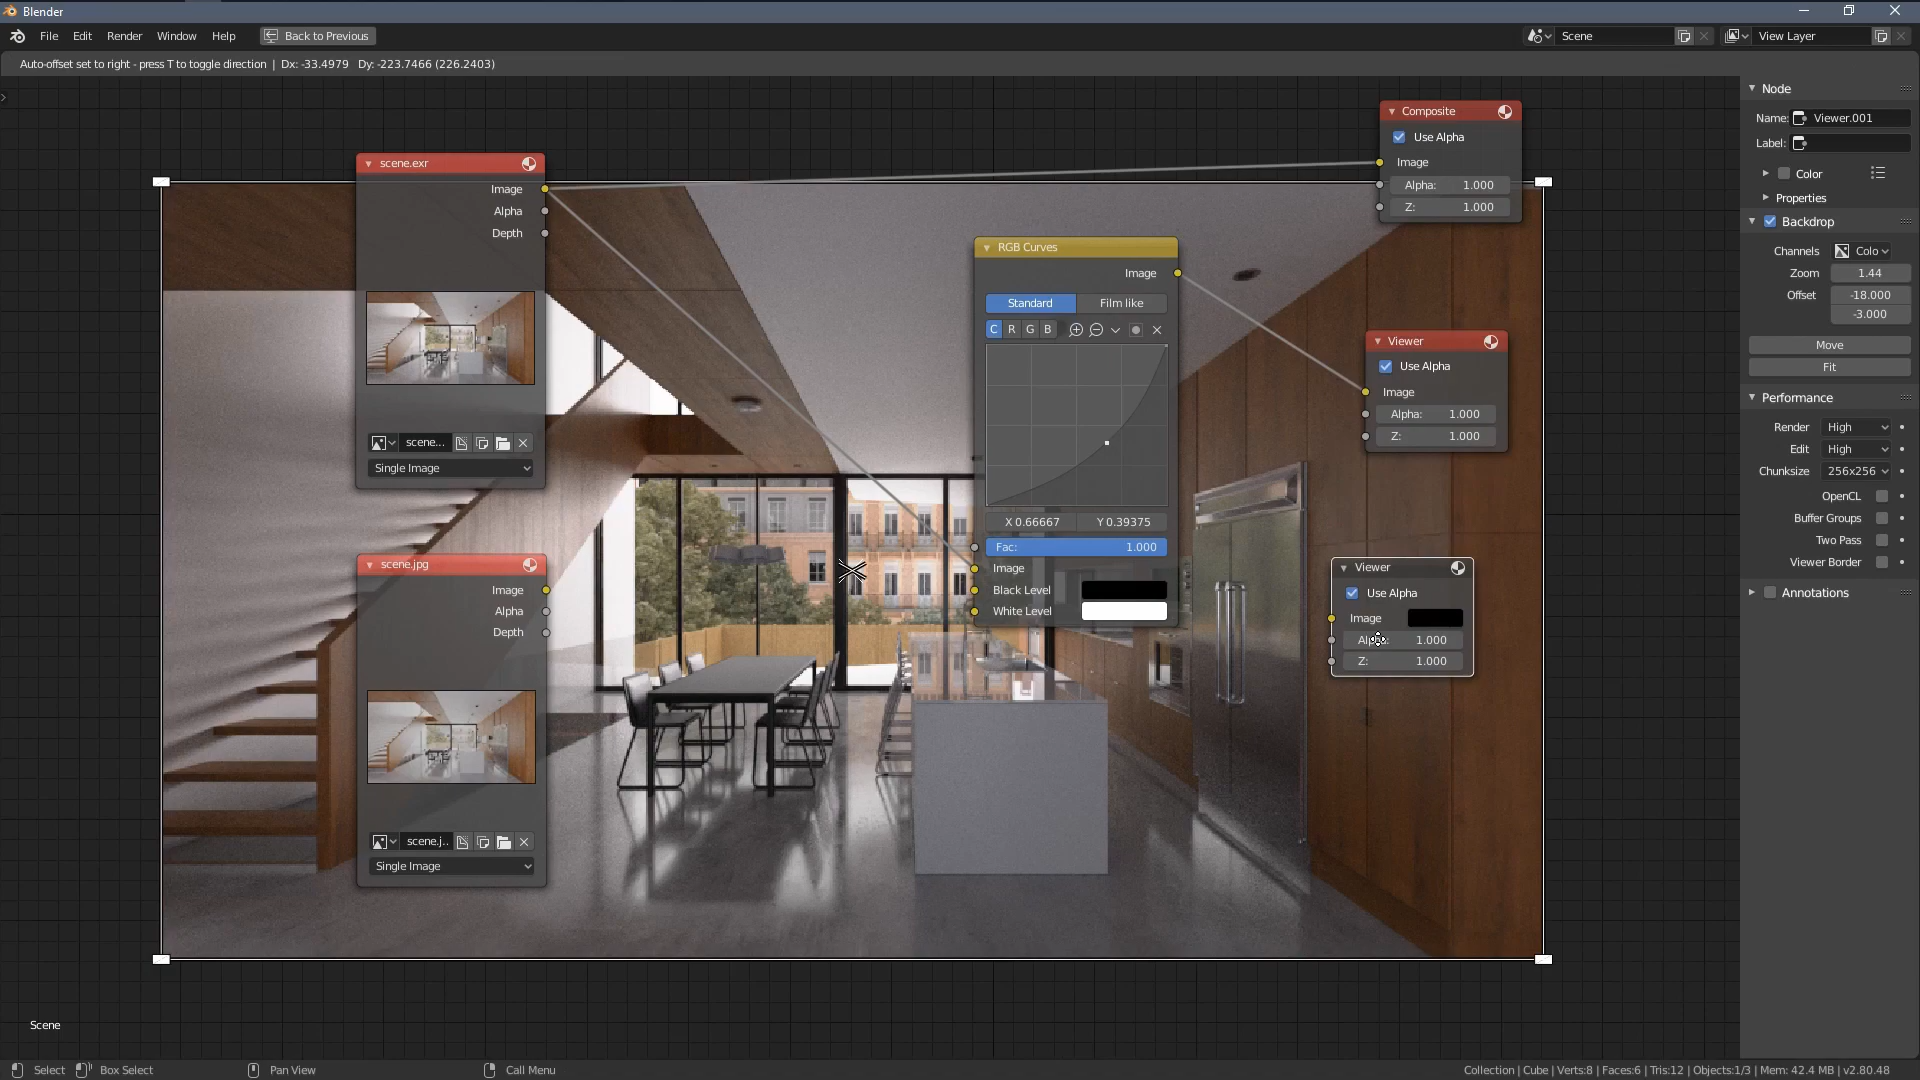 Blender
File Edit Render Window Help Back to Previous Scene View Layer
Auto-offset set to right - press T to toggle direction | Dx: -33.4979 Dy: -223.7466 (226.2403)
scene.exr
Image
Alpha
Depth
scene...
Single Image
scene.jpg
Image
Alpha
Depth
scene.j..
Single Image
RGB Curves
Image
Standard Film like
C R G B
X 0.66667 Y 0.39375
Fac: 1.000
Image
Black Level
White Level
Composite
Use Alpha
Image
Alpha: 1.000
Z: 1.000
Viewer
Use Alpha
Image
Alpha: 1.000
Z: 1.000
Viewer
Use Alpha
Image
Alpha: 1.000
Z: 1.000
Node
Name: Viewer.001
Label:
Color
Properties
Backdrop
Channels Colo
Zoom 1.44
Offset -18.000
-3.000
Move
Fit
Performance
Render High
Edit High
Chunksize 256x256
OpenCL
Buffer Groups
Two Pass
Viewer Border
Annotations
Scene
Select Box Select Pan View Call Menu Collection | Cube | Verts:8 | Faces:6 | Tris:12 | Objects:1/3 | Mem: 42.4 MB | v2.80.48